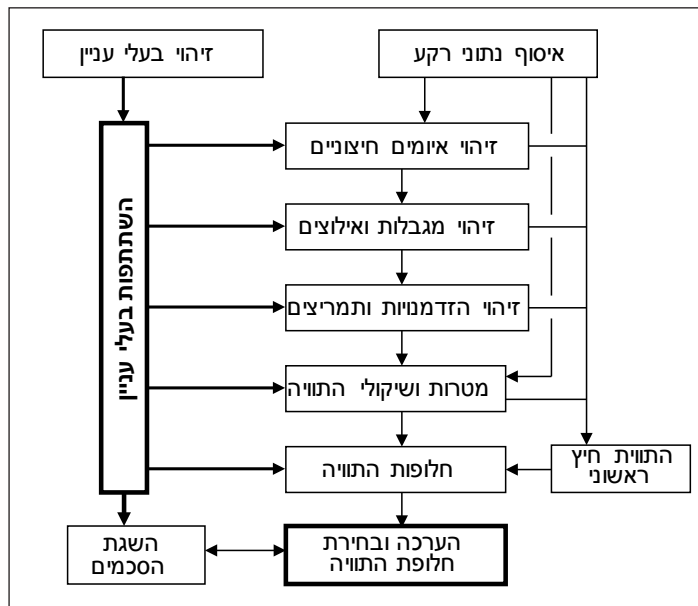 איסוף נתוני רקע
זיהוי בעלי עניין
זיהוי איומים חיצוניים
זיהוי מגבלות ואילוצים
זיהוי הזדמנויות ותמריצים
מטרות ושיקולי התוויה
השתתפות בעלי עניין
התווית חיץ
ראשוני
חלופות התוויה
הערכה ובחירת
חלופת התוויה
השגת
הסכמים